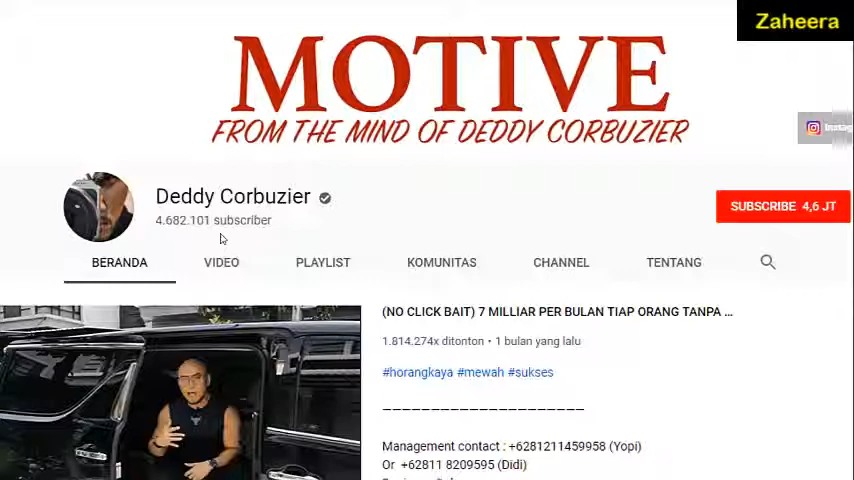 Zaheera
MOTIVE
FROM THE MIND OF DEDDY CORBUZIER
Deddy Corbuzier
4.682.101 subscriber
SUBSCRIBE 4,6 JT
BERANDA VIDEO PLAYLIST KOMUNITAS CHANNEL TENTANG
(NO CLICK BAIT) 7 MILLIAR PER BULAN TIAP ORANG TANPA ...
1.814.274x ditonton • 1 bulan yang lalu
#horangkaya #mewah #sukses
————————————————————
Management contact : +6281211459958 (Yopi)
Or +62811 8209595 (Didi)